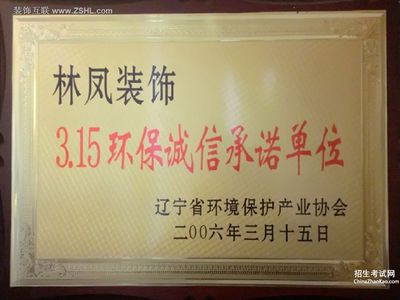 装饰互联 www.ZSHL.com
林凤装饰
3.15环保诚信承诺单位
辽宁省环境保护产业协会
二00六年三月十五日
招生考试网
ChinaZhaoKao.com